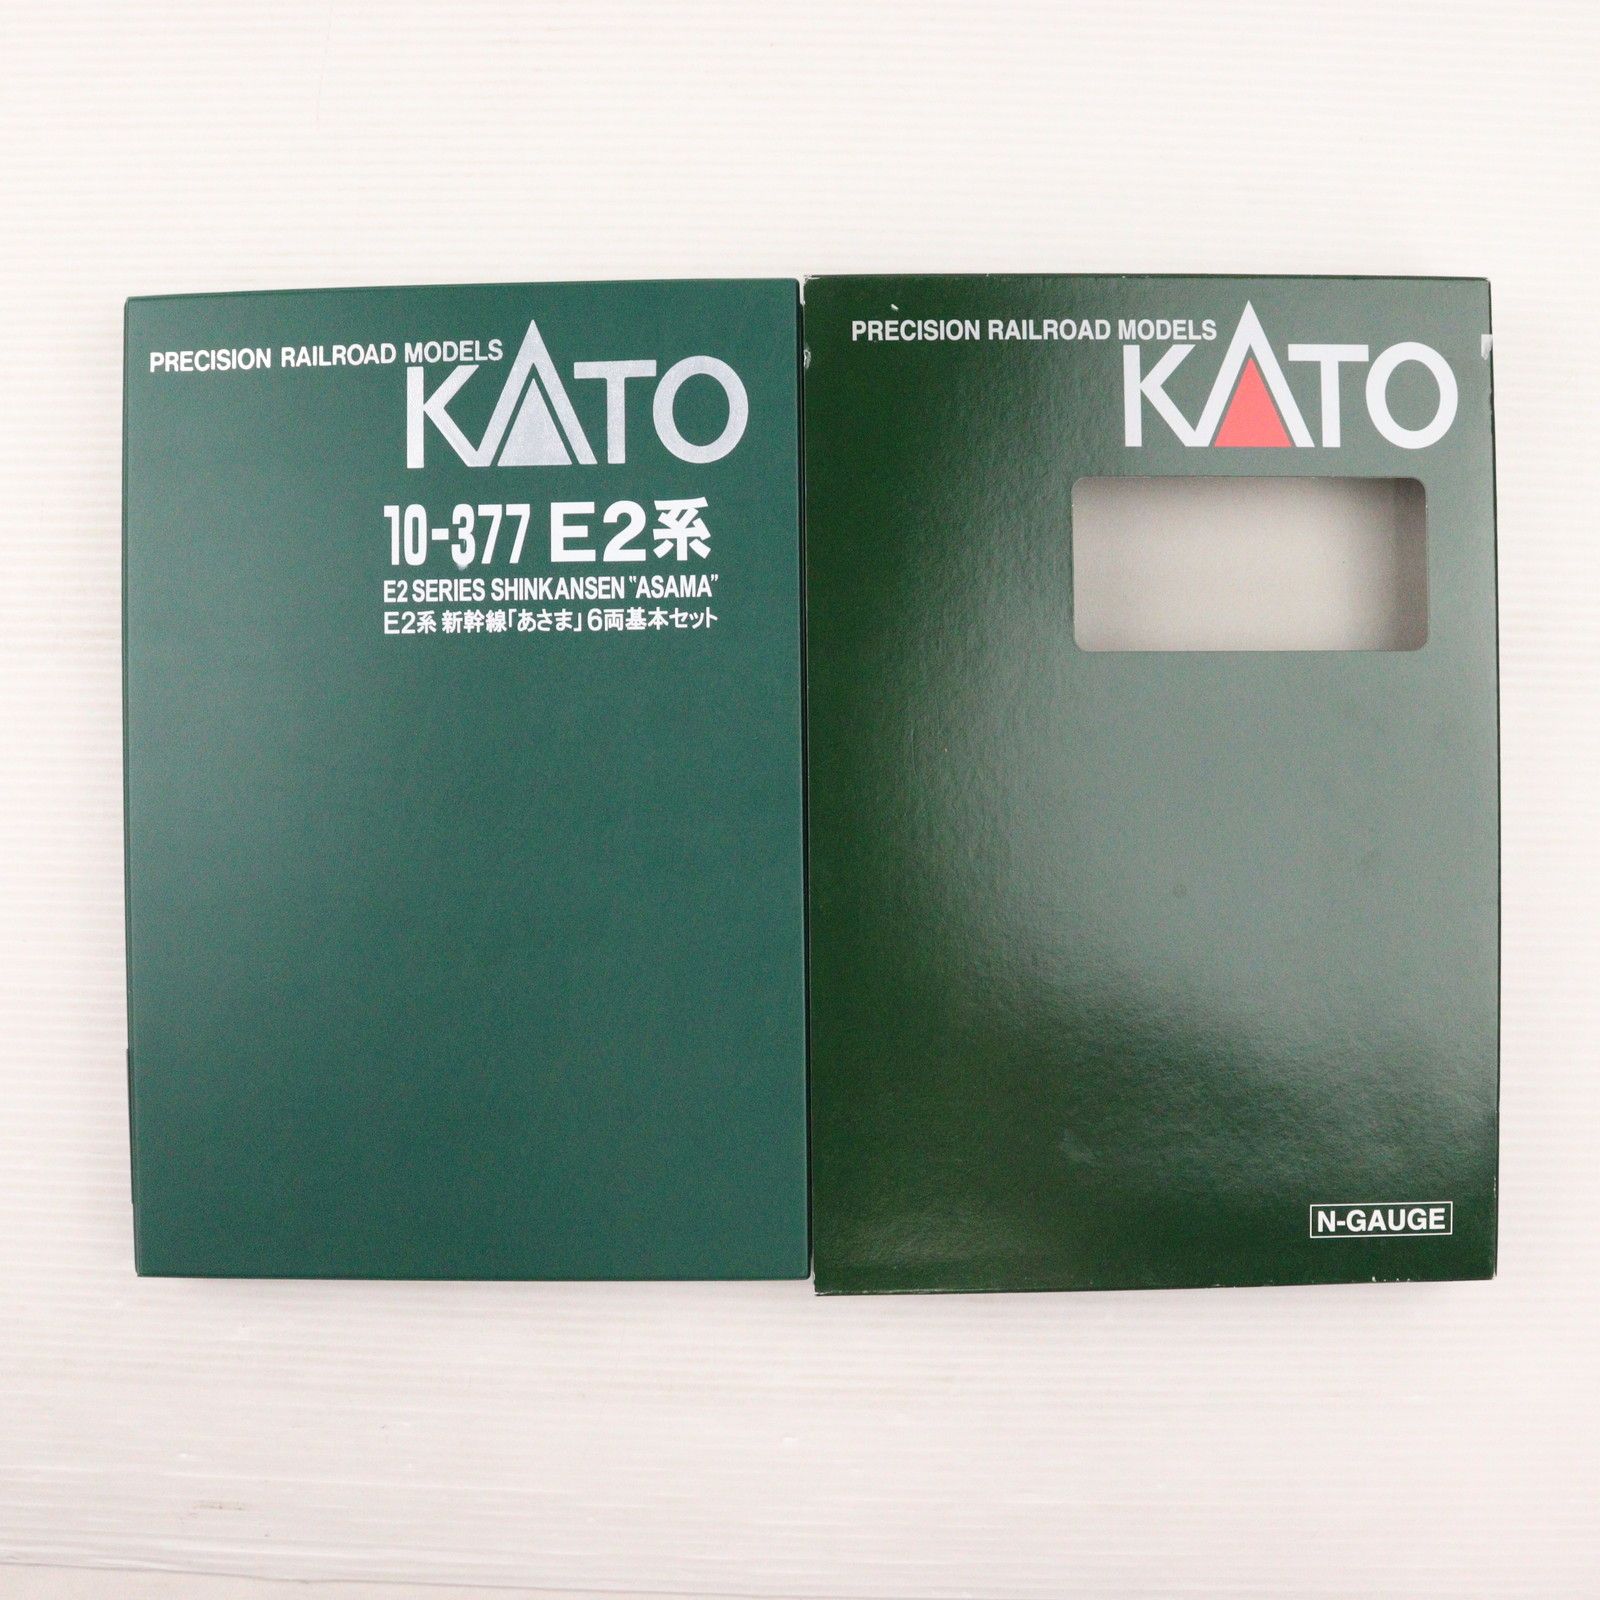 PRECISION RAILROAD MODELS
KATO
10-377 E2系
E2 SERIES SHINKANSEN "ASAMA"
E2系 新幹線「あさま」6両基本セット
PRECISION RAILROAD MODELS
KATO
N-GAUGE